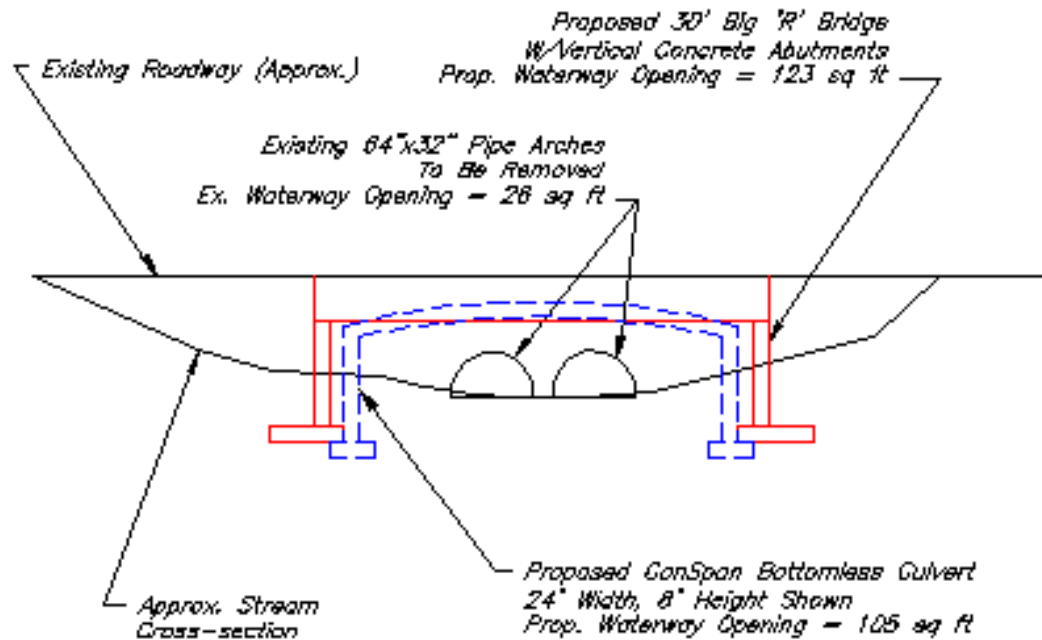 Proposed 30' Big 'R' Bridge
W/Vertical Concrete Abutments
Prop. Waterway Opening = 123 sq ft
Existing Roadway (Approx.)
Existing 64"x32" Pipe Arches
To Be Removed
Ex. Waterway Opening = 26 sq ft
Proposed ConSpan Bottomless Culvert
24' Width, 8' Height Shown
Prop. Waterway Opening = 105 sq ft
Approx. Stream
Cross-section